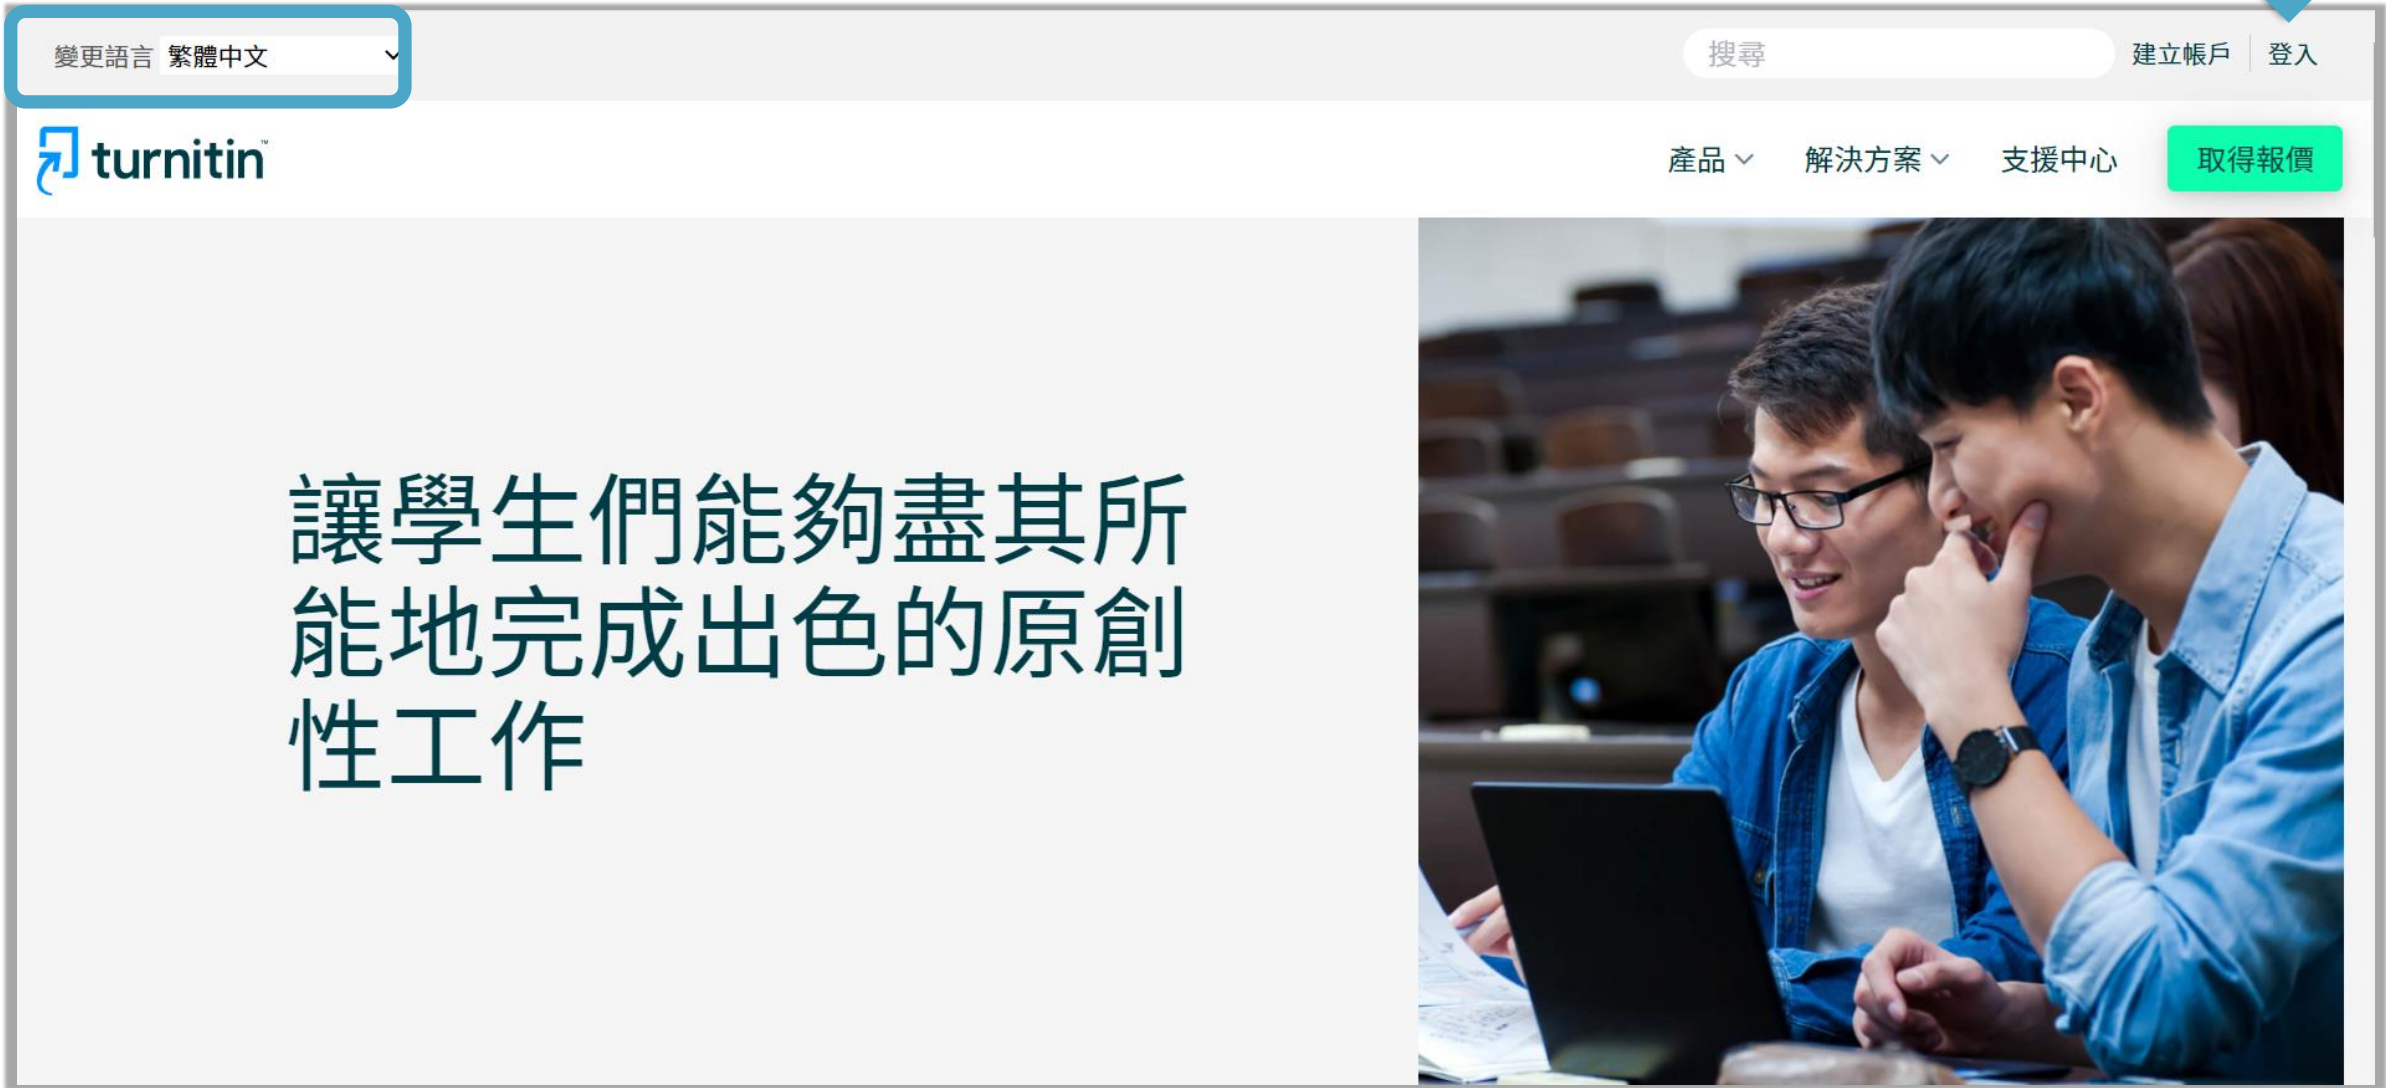 變更語言 繁體中文
搜尋
建立帳戶 登入
turnitin™
產品 解決方案 支援中心 取得報價
讓學生們能夠盡其所
能地完成出色的原創
性工作